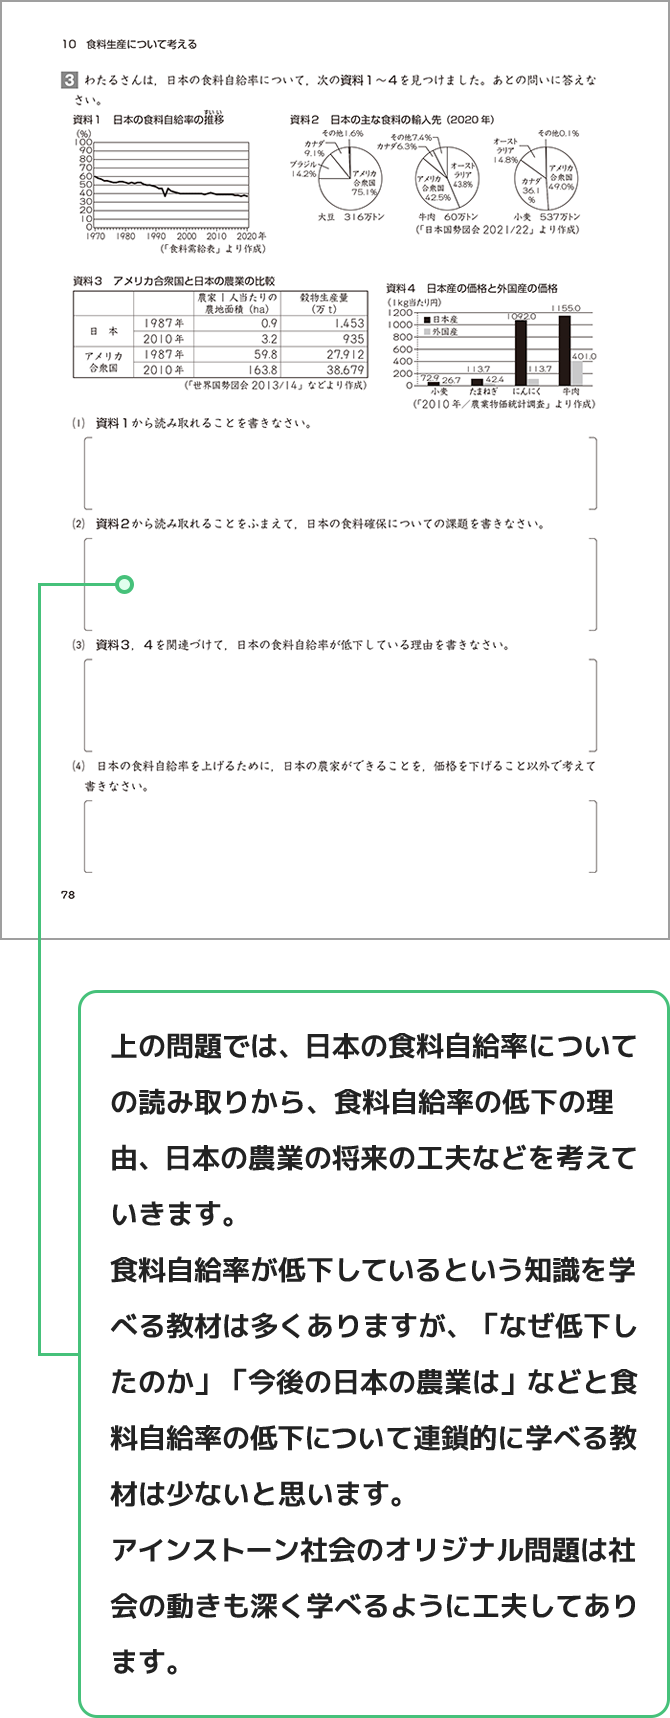 10 食料生産について考える
3 わたるさんは，日本の食料自給率について，次の資料1～4を見つけました。あとの問いに答えな
さい。
資料1 日本の食料自給率の推移
すいい
(%)
100
90
80
70
60
50
40
30
20
10
0
1970 1980 1990 2000 2010 2020年
(「食料需給表」より作成)
資料2 日本の主な食料の輸入先 (2020年)
その他1.6%
カナダ
9.1%
ブラジル
14.2%
アメリカ
合衆国
75.1%
大豆 316万トン
その他7.4%
カナダ6.3%
アメリカ
合衆国
42.5%
オースト
ラリア
43.8%
牛肉 60万トン
その他0.1%
オースト
ラリア
14.8%
カナダ
36.1
%
アメリカ
合衆国
49.0%
小麦 537万トン
(「日本国勢図会2021/22」より作成)
資料3 アメリカ合衆国と日本の農業の比較
農家1人当たりの
農地面積 (ha)
穀物生産量
(万t)
日本 1987年 0.9 1,453
2010年 3.2 935
アメリカ
合衆国
1987年 59.8 27,912
2010年 163.8 38,679
(「世界国勢図会2013/14」などより作成)
資料4 日本産の価格と外国産の価格
(1kg当たり円)
1200
1000
800
600
400
200
0
日本産
外国産
72.9 26.7
113.7 42.4
1092.0 113.7
1155.0 401.0
小麦 たまねぎ にんにく 牛肉
(「2010年／農業物価統計調査」より作成)
(1) 資料1から読み取れることを書きなさい。
(2) 資料2から読み取れることをふまえて，日本の食料確保についての課題を書きなさい。
(3) 資料3，4を関連づけて，日本の食料自給率が低下している理由を書きなさい。
(4) 日本の食料自給率を上げるために，日本の農家ができることを，価格を下げること以外で考えて
書きなさい。
78
上の問題では、日本の食料自給率について
の読み取りから、食料自給率の低下の理
由、日本の農業の将来の工夫などを考えて
いきます。
食料自給率が低下しているという知識を学
べる教材は多くありますが、「なぜ低下し
たのか」「今後の日本の農業は」などと食
料自給率の低下について連鎖的に学べる教
材は少ないと思います。
アインストーン社会のオリジナル問題は社
会の動きも深く学べるように工夫してあり
ます。